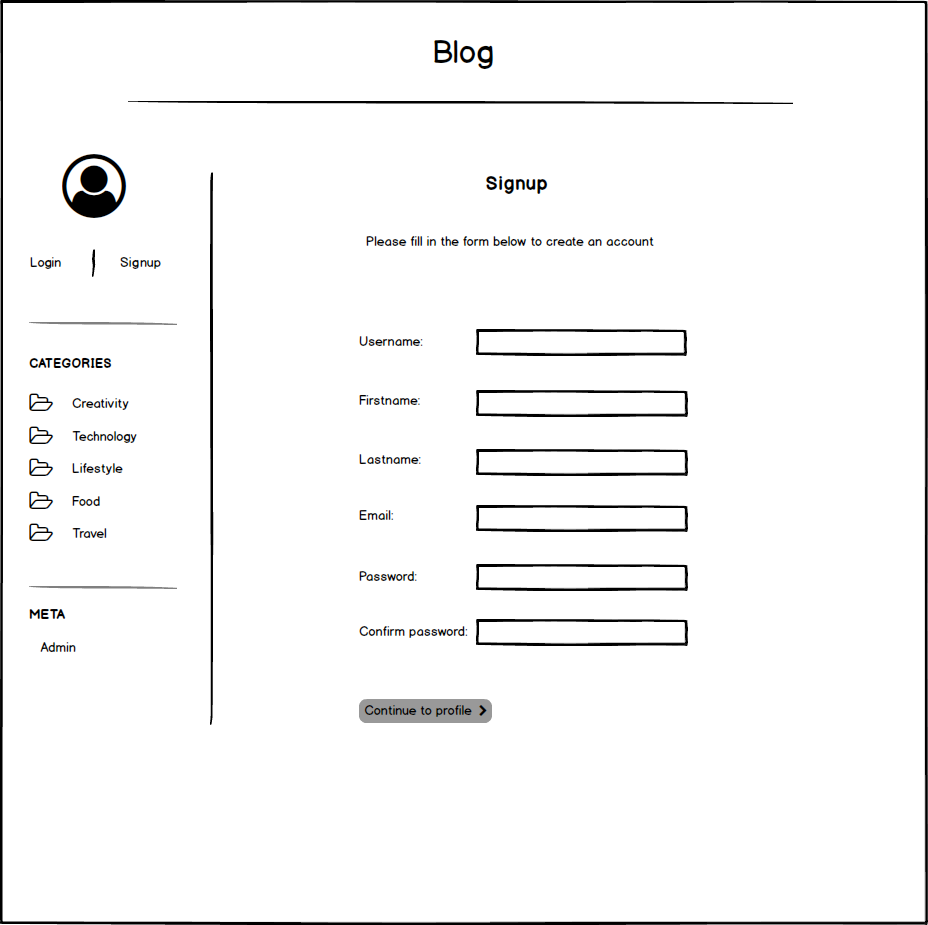 Blog
Login
Signup
CATEGORIES
Creativity
Technology
Lifestyle
Food
Travel
META
Admin
Signup
Please fill in the form below to create an account
Username:
Firstname:
Lastname:
Email:
Password:
Confirm password:
Continue to profile